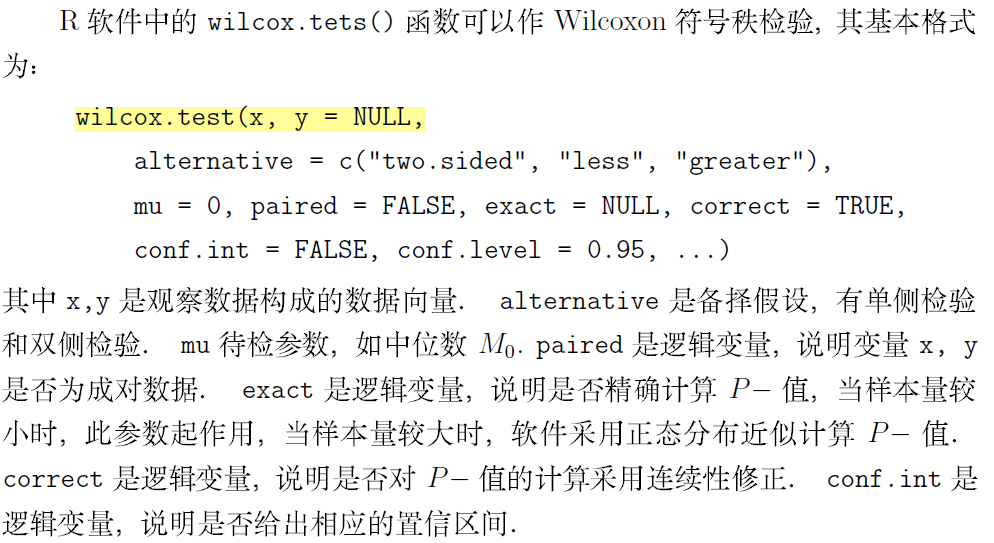 R 软件中的 wilcox.tets() 函数可以作 Wilcoxon 符号秩检验, 其基本格式
为:
wilcox.test(x, y = NULL,
alternative = c("two.sided", "less", "greater"),
mu = 0, paired = FALSE, exact = NULL, correct = TRUE,
conf.int = FALSE, conf.level = 0.95, ...)
其中 x,y 是观察数据构成的数据向量. alternative 是备择假设, 有单侧检验
和双侧检验. mu 待检参数, 如中位数 M₀. paired 是逻辑变量, 说明变量 x, y
是否为成对数据. exact 是逻辑变量, 说明是否精确计算 P− 值, 当样本量较
小时, 此参数起作用, 当样本量较大时, 软件采用正态分布近似计算 P− 值.
correct 是逻辑变量, 说明是否对 P− 值的计算采用连续性修正. conf.int 是
逻辑变量, 说明是否给出相应的置信区间.